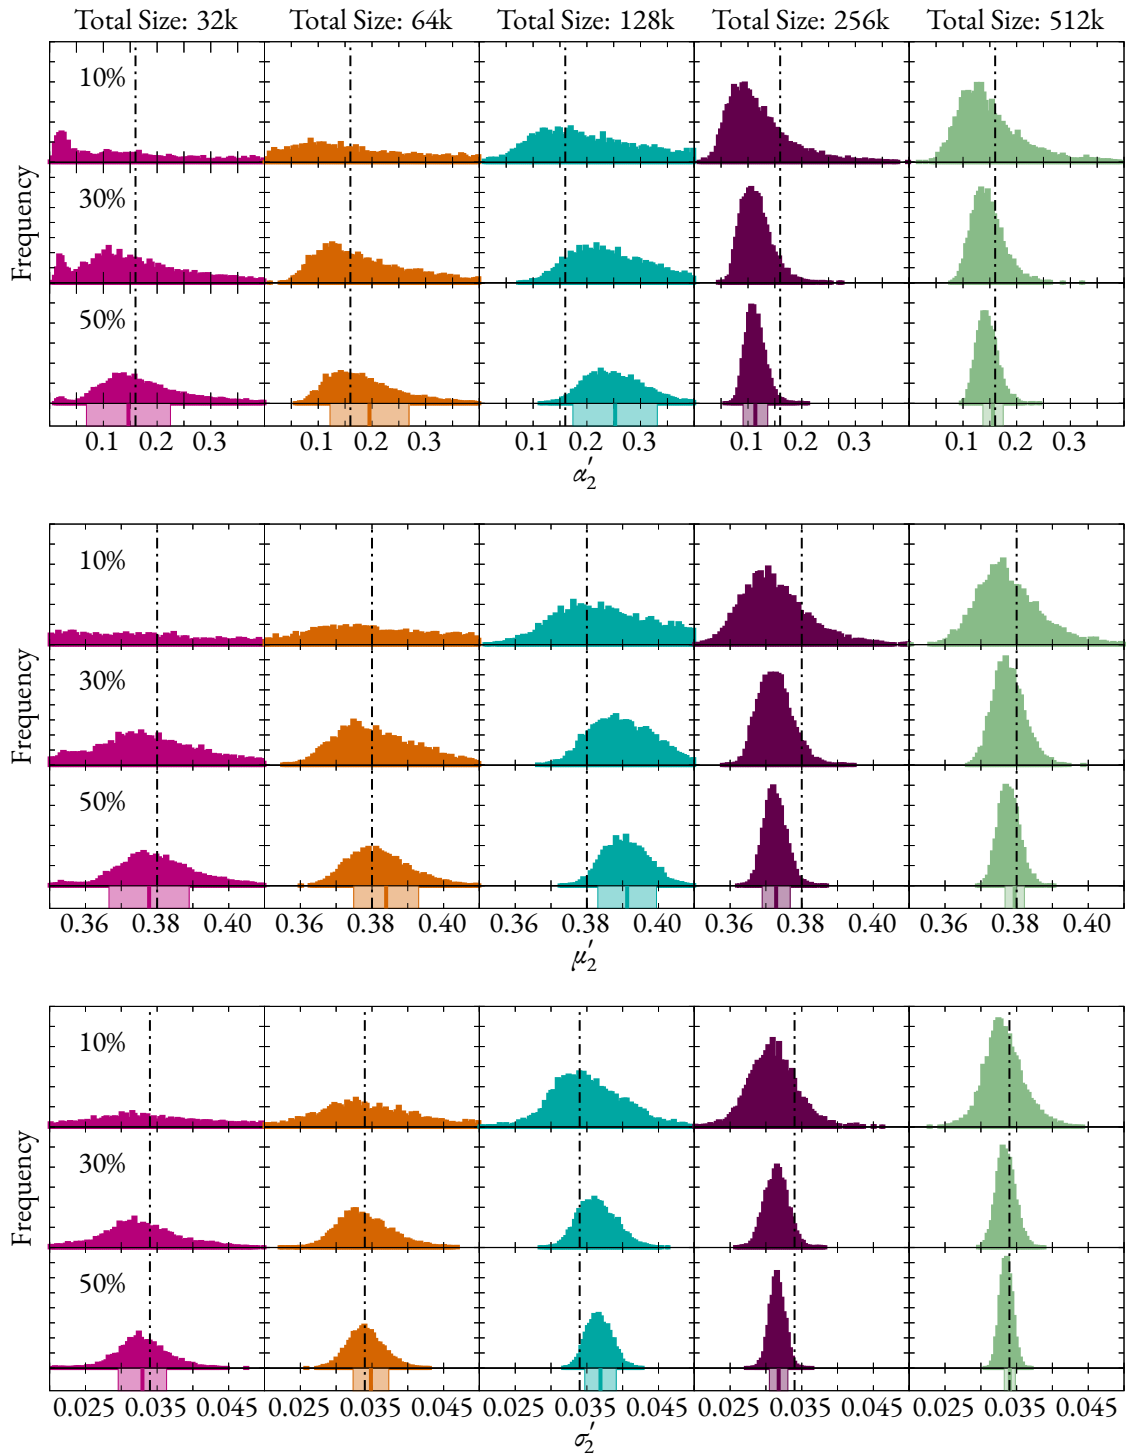 Total Size: 32k Total Size: 64k Total Size: 128k Total Size: 256k Total Size: 512k
10%
30%
50%
Frequency
0.1 0.2 0.3 0.1 0.2 0.3 0.1 0.2 0.3 0.1 0.2 0.3 0.1 0.2 0.3
α′₂
10%
30%
50%
Frequency
0.36 0.38 0.40 0.36 0.38 0.40 0.36 0.38 0.40 0.36 0.38 0.40 0.36 0.38 0.40
μ′₂
10%
30%
50%
Frequency
0.025 0.035 0.045 0.025 0.035 0.045 0.025 0.035 0.045 0.025 0.035 0.045 0.025 0.035 0.045
σ′₂